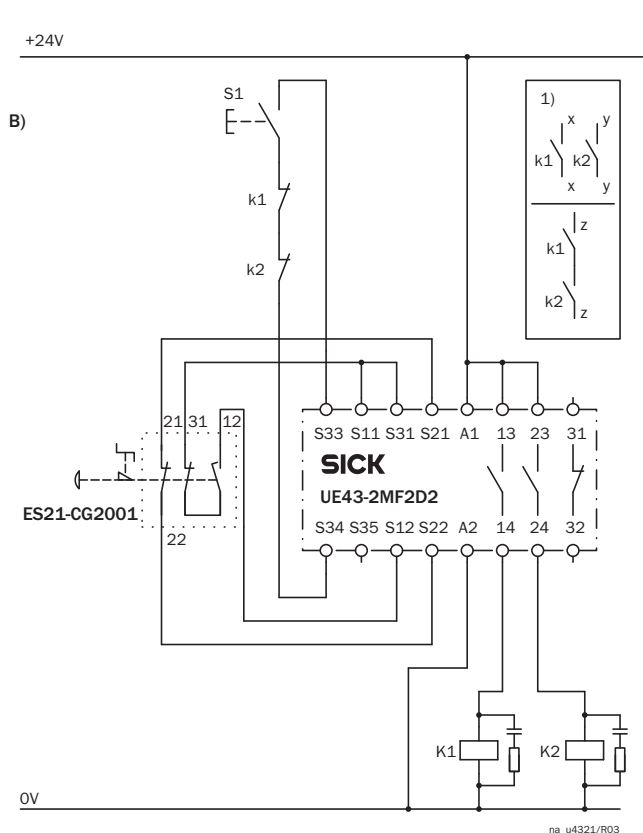 +24V
B)
S1
1)
x y
k1 k2
x y
k1
z
k1
k2
k2
z
21 31 12
S33 S11 S31 S21 A1 13 23 31
SICK
UE43-2MF2D2
ES21-CG2001
22
S34 S35 S12 S22 A2 14 24 32
K1 K2
0V
na_u4321/R03